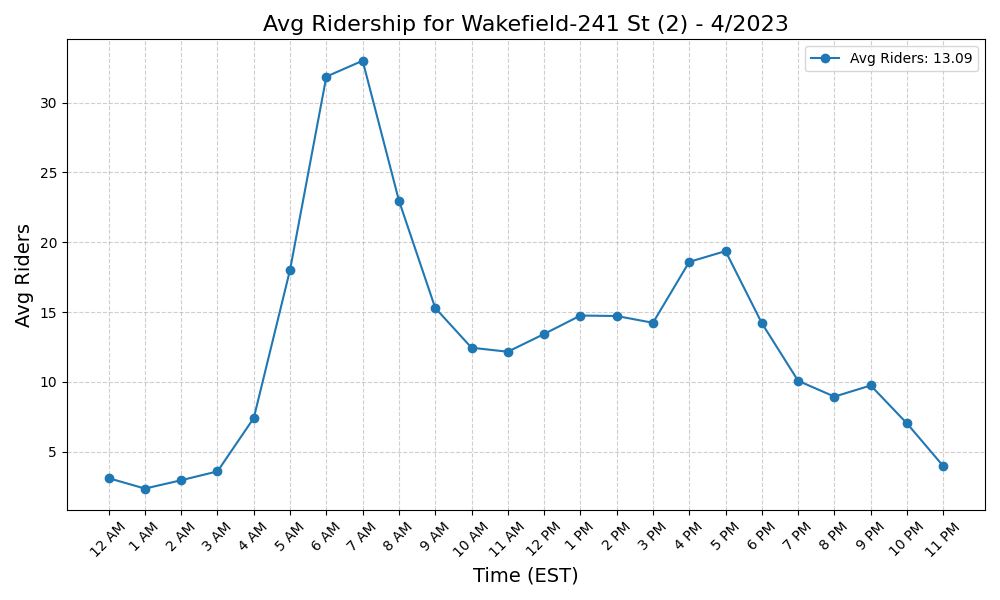 Avg Ridership for Wakefield-241 St (2) - 4/2023
Avg Riders: 13.09
Avg Riders
30
25
20
15
10
5
12 AM
1 AM
2 AM
3 AM
4 AM
5 AM
6 AM
7 AM
8 AM
9 AM
10 AM
11 AM
12 PM
1 PM
2 PM
3 PM
4 PM
5 PM
6 PM
7 PM
8 PM
9 PM
10 PM
11 PM
Time (EST)